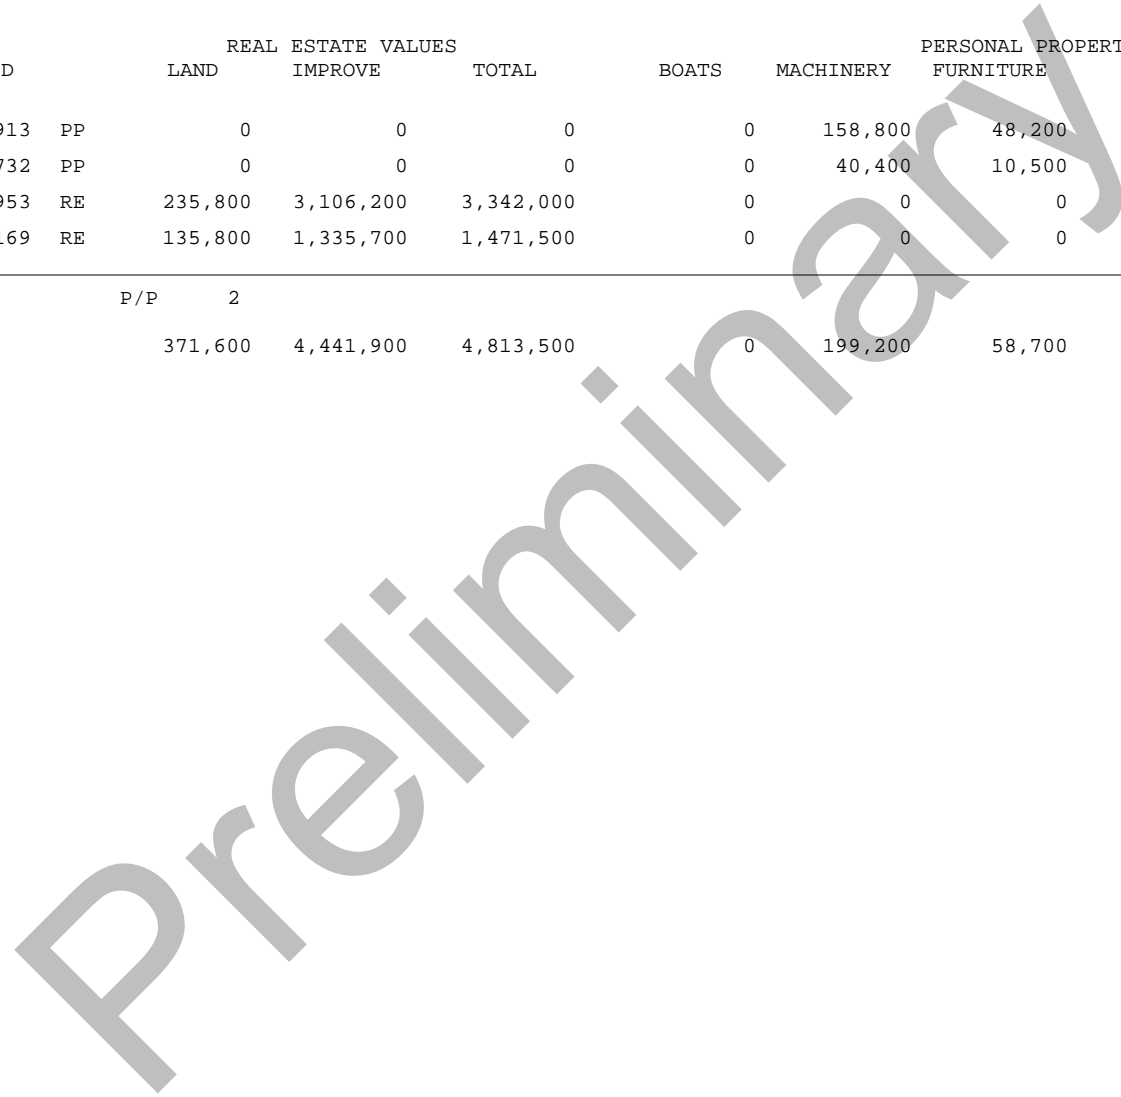 REAL ESTATE VALUES PERSONAL PROPERT
D LAND IMPROVE TOTAL BOATS MACHINERY FURNITURE
913 PP 0 0 0 0 158,800 48,200
732 PP 0 0 0 0 40,400 10,500
953 RE 235,800 3,106,200 3,342,000 0 0 0
169 RE 135,800 1,335,700 1,471,500 0 0 0
P/P 2
371,600 4,441,900 4,813,500 0 199,200 58,700
Preliminary